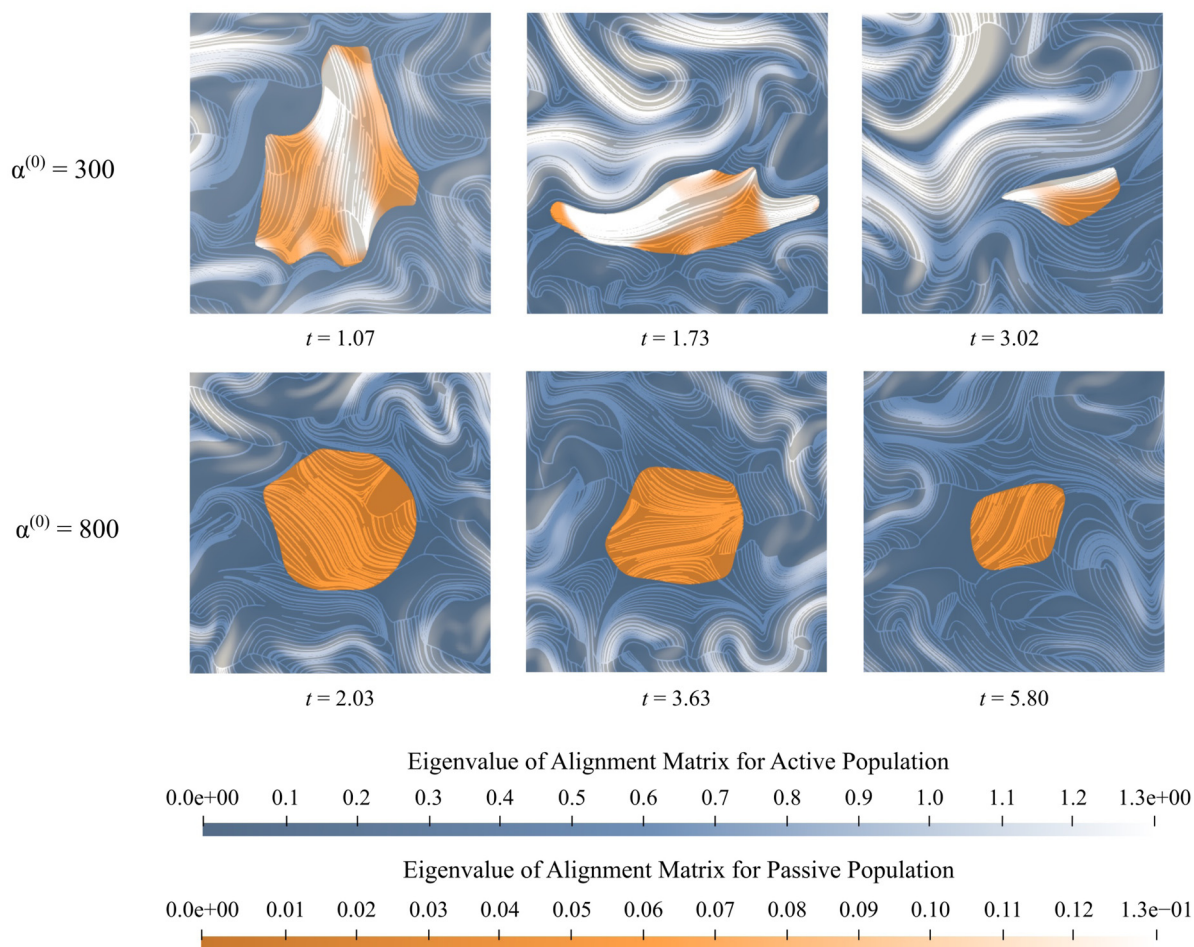 α(0) = 300
t = 1.07
t = 1.73
t = 3.02
α(0) = 800
t = 2.03
t = 3.63
t = 5.80
Eigenvalue of Alignment Matrix for Active Population
0.0e+00 0.1 0.2 0.3 0.4 0.5 0.6 0.7 0.8 0.9 1.0 1.1 1.2 1.3e+00
Eigenvalue of Alignment Matrix for Passive Population
0.0e+00 0.01 0.02 0.03 0.04 0.05 0.06 0.07 0.08 0.09 0.10 0.11 0.12 1.3e−01